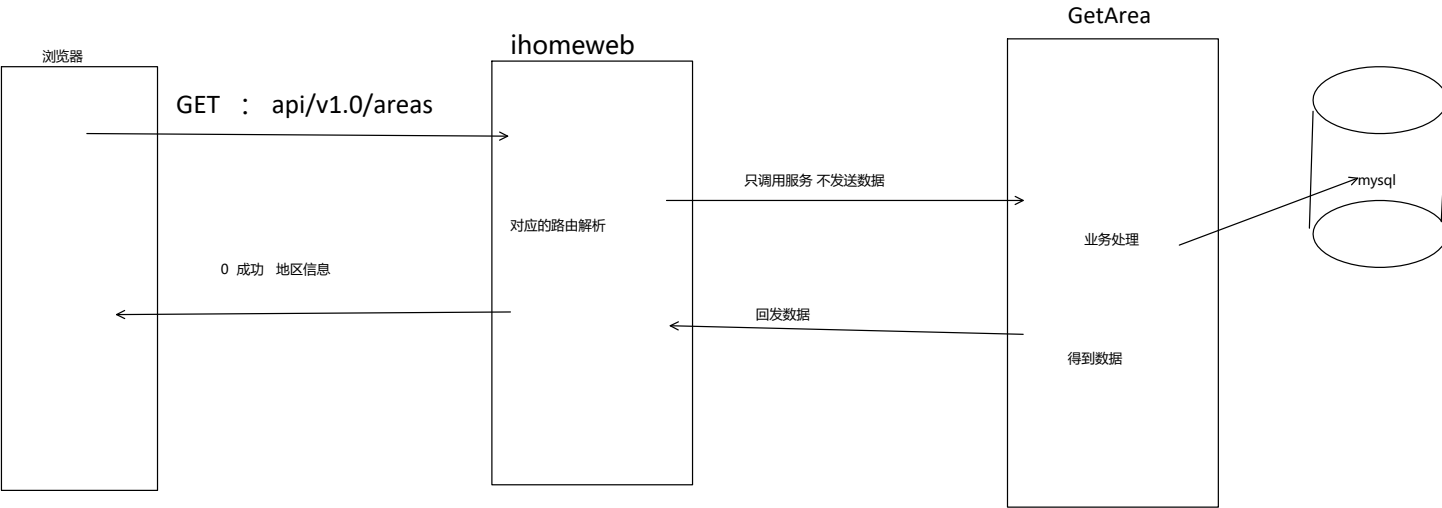 GetArea
ihomeweb
浏览器
GET : api/v1.0/areas
只调用服务 不发送数据
mysql
对应的路由解析
业务处理
0 成功 地区信息
回发数据
得到数据